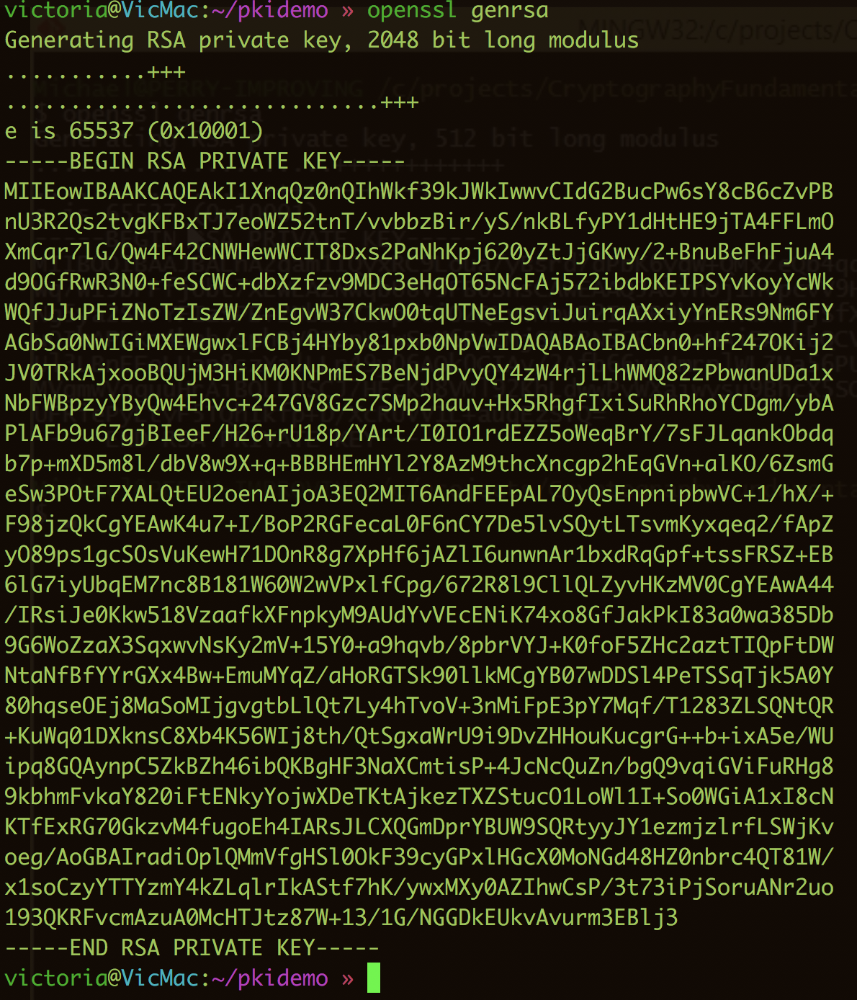 victoria@VicMac:~/pkidemo » openssl genrsa
Generating RSA private key, 2048 bit long modulus
...........+++
.............................+++
e is 65537 (0x10001)
-----BEGIN RSA PRIVATE KEY-----
MIIEowIBAAKCAQEAkI1XnqQz0nQIhWkf39kJWkIwwvCIdG2BucPw6sY8cB6cZvPB
nU3R2Qs2tvgKFBxTJ7eoWZ52tnT/vvbbzBir/yS/nkBLfyPY1dHtHE9jTA4FFLmO
XmCqr7lG/Qw4F42CNWHewWCIT8Dxs2PaNhKpj620yZtJjGKwy/2+BnuBeFhFjuA4
d9OGfRwR3N0+feSCWC+dbXzfzv9MDC3eHqOT65NcFAj572ibdbKEIPSYvKoyYcWk
WQfJJuPFiZNoTzIsZW/ZnEgvW37CkwO0tqUTNeEgsviJuirqAXxiyYnERs9Nm6FY
AGbSa0NwIGiMXEWgwxlFCBj4HYby81pxb0NpVwIDAQABAoIBACbn0+hf247OKij2
JV0TRkAjxooBQUjM3HiKM0KNPmES7BeNjdPvyQY4zW4rjlLhWMQ82zPbwanUDa1x
NbFWBpzyYByQw4Ehvc+247GV8Gzc7SMp2hauv+Hx5RhgfIxiSuRhRhoYCDgm/ybA
PlAFb9u67gjBIeeF/H26+rU18p/YArt/I0IO1rdEZZ5oWeqBrY/7sFJLqankObdq
b7p+mXD5m8l/dbV8w9X+q+BBBHEmHYl2Y8AzM9thcXncgp2hEqGVn+alKO/6ZsmG
eSw3POtF7XALQtEU2oenAIjoA3EQ2MIT6AndFEEpAL7OyQsEnpnipbwVC+1/hX/+
F98jzQkCgYEAwK4u7+I/BoP2RGFecaL0F6nCY7De5lvSQytLTsvmKyxqeq2/fApZ
yO89ps1gcSOsVuKewH71DOnR8g7XpHf6jAZlI6unwnAr1bxdRqGpf+tssFRSZ+EB
6lG7iyUbqEM7nc8B181W60W2wVPxlfCpg/672R8l9CllQLZyvHKzMV0CgYEAwA44
/IRsiJe0Kkw518VzaafkXFnpkyM9AUdYvVEcENiK74xo8GfJakPkI83a0wa385Db
9G6WoZzaX3SqxwvNsKy2mV+15Y0+a9hqvb/8pbrVYJ+K0foF5ZHc2aztTIQpFtDW
NtaNfBfYYrGXx4Bw+EmuMYqZ/aHoRGTSk90llkMCgYB07wDDSl4PeTSSqTjk5A0Y
80hqseOEj8MaSoMIjgvgtbLlQt7Ly4hTvoV+3nMiFpE3pY7Mqf/T1283ZLSQNtQR
+KuWq01DXknsC8Xb4K56WIj8th/QtSgxaWrU9i9DvZHHouKucgrG++b+ixA5e/WU
ipq8GQAynpC5ZkBZh46ibQKBgHF3NaXCmtisP+4JcNcQuZn/bgQ9vqiGViFuRHg8
9kbhmFvkaY820iFtENkyYojwXDeTKtAjkezTXZStucO1LoWl1I+So0WGiA1xI8cN
KTfExRG70GkzvM4fugoEh4IARsJLCXQGmDprYBUW9SQRtyyJY1ezmjzlrfLSWjKv
oeg/AoGBAIradiOplQMmVfgHSl0OkF39cyGPxlHGcX0MoNGd48HZ0nbrc4QT81W/
x1soCzyYTTYzmY4kZLqlrIkAStf7hK/ywxMXy0AZIhwCsP/3t73iPjSoruANr2uo
193QKRFvcmAzuA0McHTJtz87W+13/1G/NGGDkEUkvAvurm3EBlj3
-----END RSA PRIVATE KEY-----
victoria@VicMac:~/pkidemo »